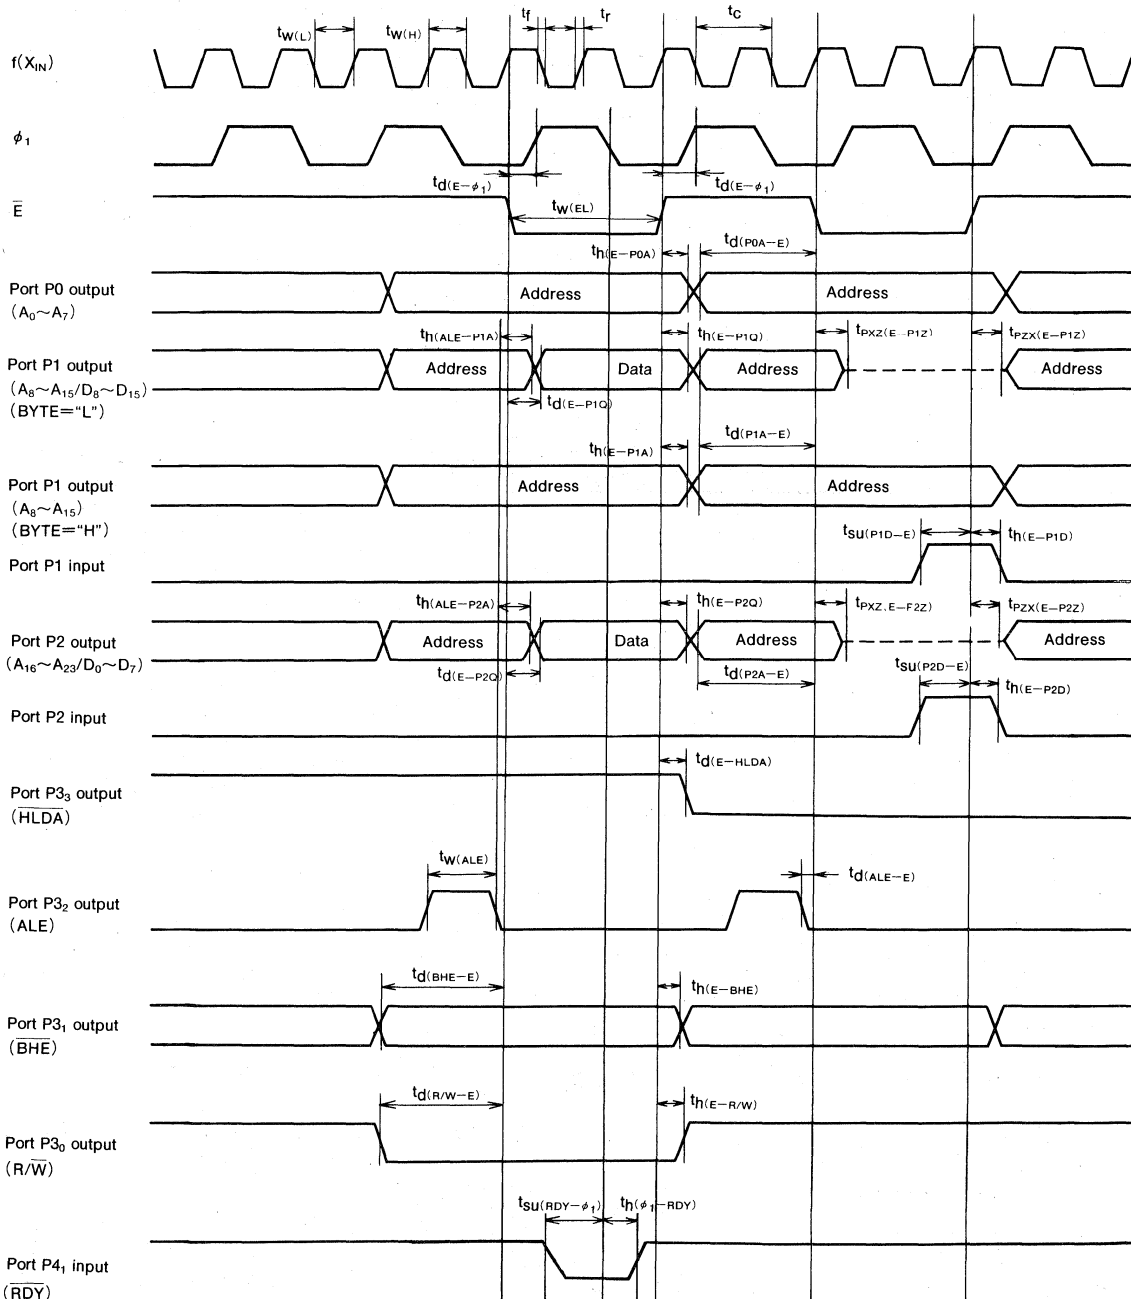 tf tr tC
tW(L) tW(H)
f(XIN)
ϕ1
td(E−ϕ1) td(E−ϕ1)
E̅ tW(EL)
th(E−P0A) td(P0A−E)
Port P0 output
(A0~A7)
Address Address
th(ALE−P1A) th(E−P1Q) tPXZ(E−P1Z) tPZX(E−P1Z)
Port P1 output
(A8~A15/D8~D15)
(BYTE="L")
Address Data Address Address
td(E−P1Q)
th(E−P1A) td(P1A−E)
Port P1 output
(A8~A15)
(BYTE="H")
Address Address
tsu(P1D−E) th(E−P1D)
Port P1 input
th(ALE−P2A) th(E−P2Q) tPXZ.E−F2Z) tPZX(E−P2Z)
Port P2 output
(A16~A23/D0~D7)
Address Data Address Address
td(E−P2Q) td(P2A−E)
tsu(P2D−E) th(E−P2D)
Port P2 input
td(E−HLDA)
Port P33 output
(H̅L̅D̅A̅)
tW(ALE) td(ALE−E)
Port P32 output
(ALE)
td(BHE−E) th(E−BHE)
Port P31 output
(B̅H̅E̅)
td(R/W−E) th(E−R/W)
Port P30 output
(R/W̅)
tsu(RDY−ϕ1) th(ϕ1−RDY)
Port P41 input
(R̅D̅Y̅)